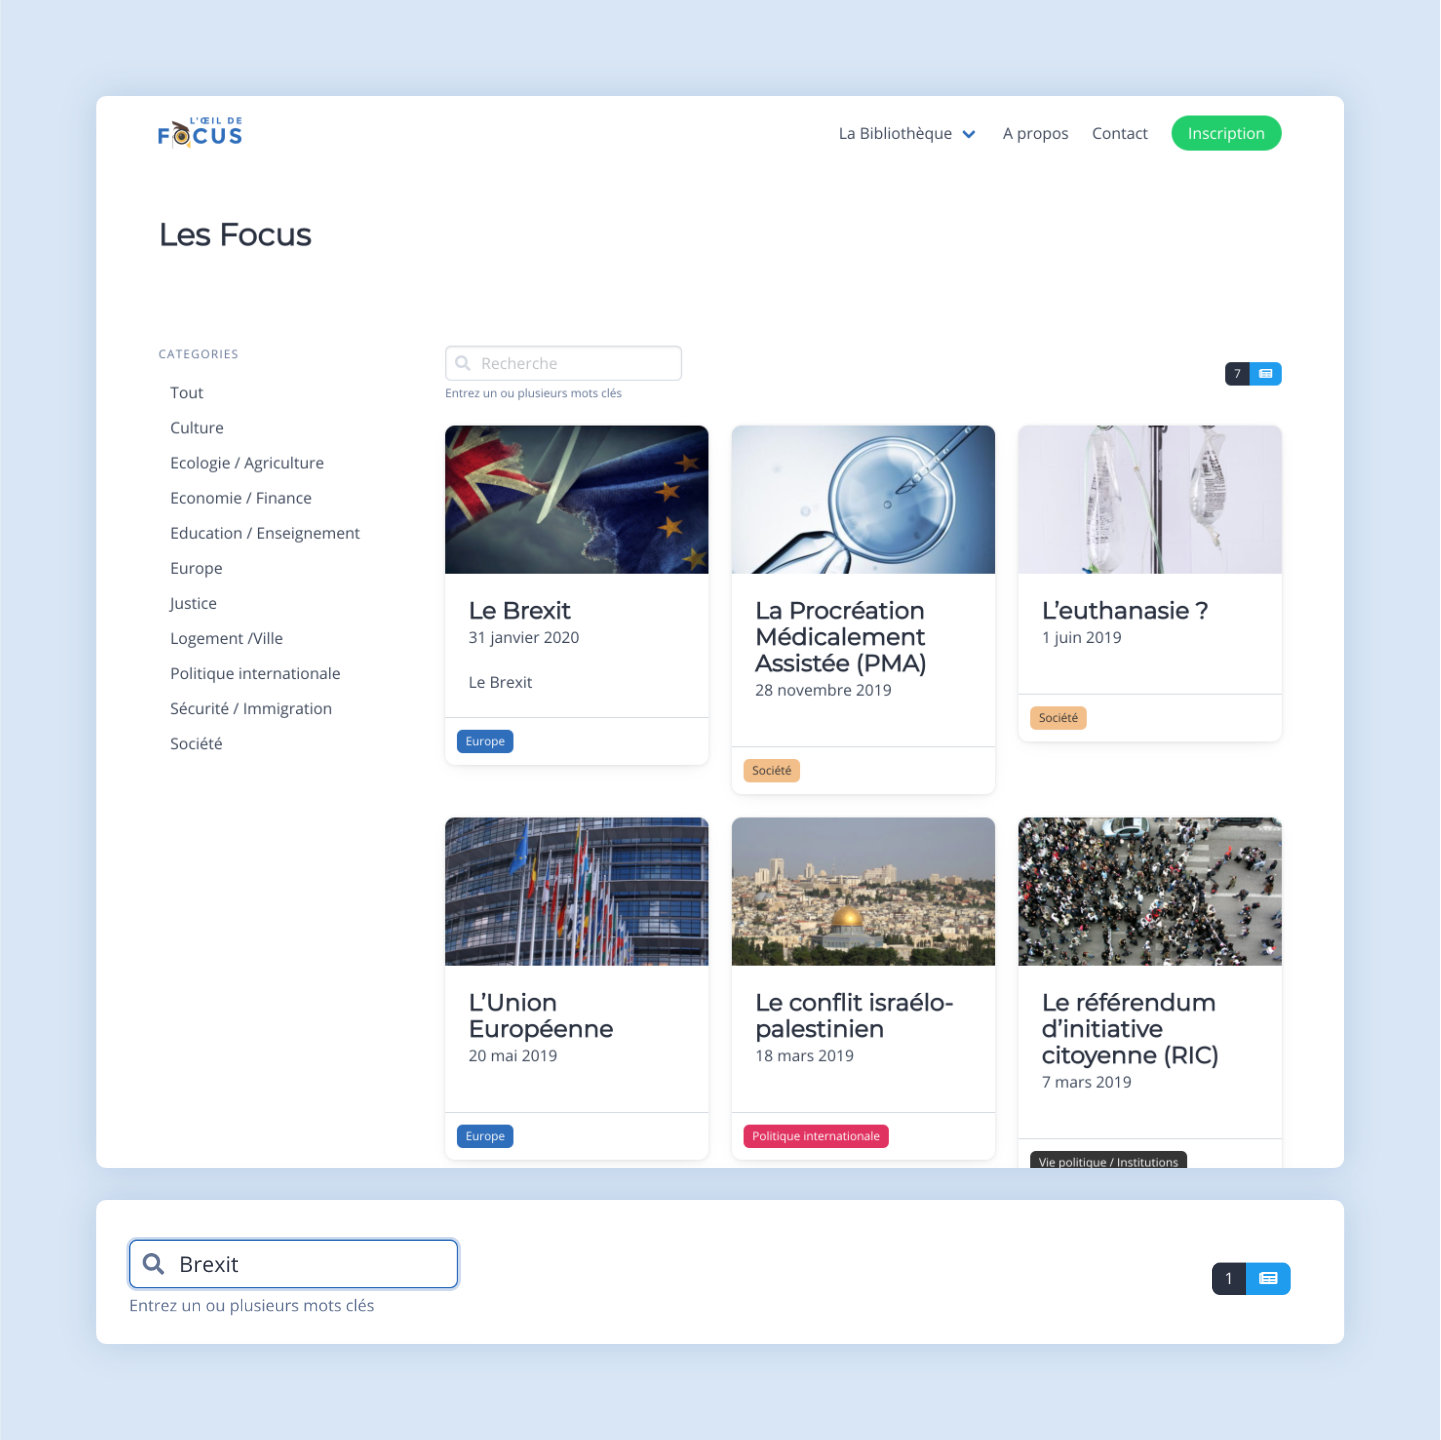 L'ŒIL DE
FOCUS
La Bibliothèque
A propos
Contact
Inscription
Les Focus
CATEGORIES
Tout
Culture
Ecologie / Agriculture
Economie / Finance
Education / Enseignement
Europe
Justice
Logement /Ville
Politique internationale
Sécurité / Immigration
Société
Recherche
Entrez un ou plusieurs mots clés
7
Le Brexit
31 janvier 2020
Le Brexit
Europe
La Procréation
Médicalement
Assistée (PMA)
28 novembre 2019
Société
L’euthanasie ?
1 juin 2019
Société
L’Union
Européenne
20 mai 2019
Europe
Le conflit israélo-
palestinien
18 mars 2019
Politique internationale
Le référendum
d’initiative
citoyenne (RIC)
7 mars 2019
Vie politique / Institutions
Brexit
Entrez un ou plusieurs mots clés
1